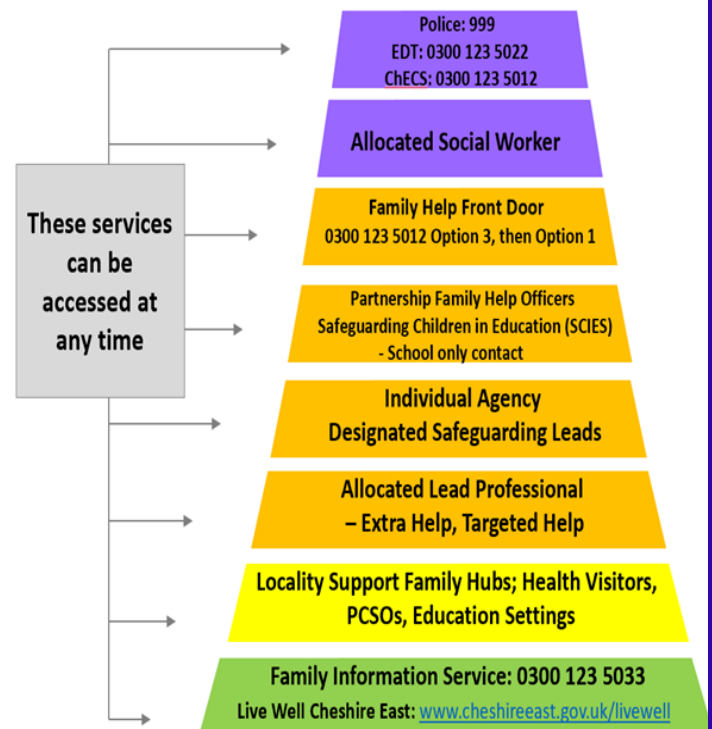 Police: 999
EDT: 0300 123 5022
ChECS: 0300 123 5012
Allocated Social Worker
These services
can be
accessed at
any time
Family Help Front Door
0300 123 5012 Option 3, then Option 1
Partnership Family Help Officers
Safeguarding Children in Education (SCIES)
- School only contact
Individual Agency
Designated Safeguarding Leads
Allocated Lead Professional
– Extra Help, Targeted Help
Locality Support Family Hubs; Health Visitors,
PCSOs, Education Settings
Family Information Service: 0300 123 5033
Live Well Cheshire East: www.cheshireeast.gov.uk/livewell